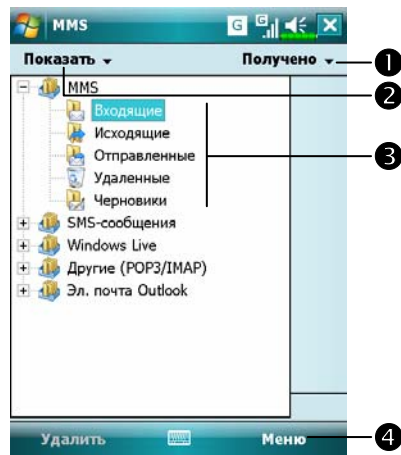 MMS G G
Показать Получено
1
2
MMS
Входящие
Исходящие
Отправленные
3
Удаленные
Черновики
SMS-сообщения
Windows Live
Другие (POP3/IMAP)
Эл. почта Outlook
Удалить Меню
4